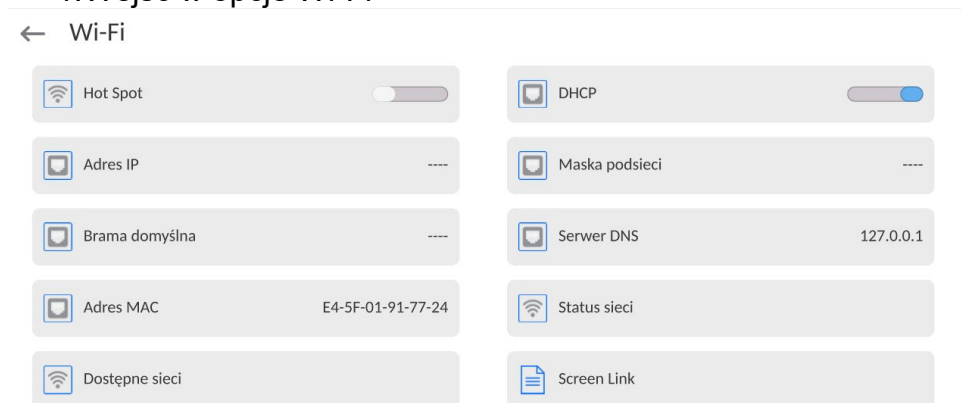 Wi-Fi
Hot Spot
DHCP
Adres IP ----
Maska podsieci ----
Brama domyślna ----
Serwer DNS 127.0.0.1
Adres MAC E4-5F-01-91-77-24
Status sieci
Dostępne sieci
Screen Link